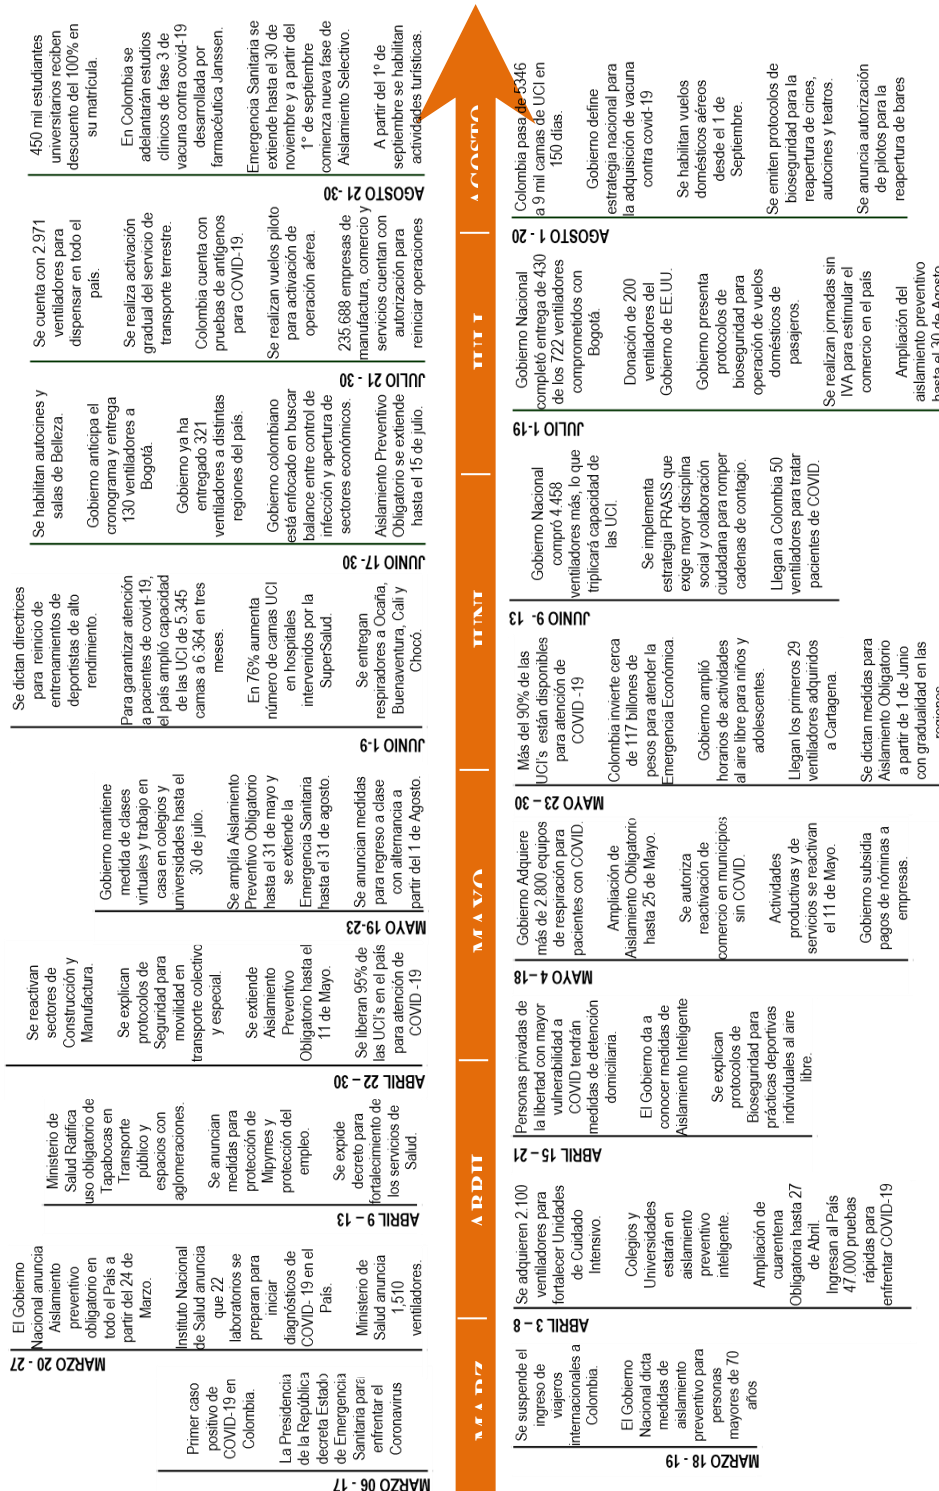 MARZO 06 - 17
Primer caso
positivo de
COVID-19 en
Colombia.
La Presidencia
de la República
decreta Estado
de Emergencia
Sanitaria para
enfrentar el
Coronavirus
MARZO 18 - 19
Se suspende el
ingreso de
viajeros
internacionales a
Colombia.
El Gobierno
Nacional dicta
medidas de
aislamiento
preventivo para
personas
mayores de 70
años
MARZO 20 - 27
El Gobierno
Nacional anuncia
Aislamiento
preventivo
obligatorio en
todo el País a
partir del 24 de
Marzo.
Instituto Nacional
de Salud anuncia
que 22
laboratorios se
preparan para
iniciar
diagnósticos de
COVID- 19 en el
País.
Ministerio de
Salud anuncia
1,510
ventiladores.
ABRIL 3 – 8
Se adquieren 2.100
ventiladores para
fortalecer Unidades
de Cuidado
Intensivo.
Colegios y
Universidades
estarán en
aislamiento
preventivo
inteligente.
Ampliación de
cuarentena
Obligatoria hasta 27
de Abril.
Ingresan al País
47.000 pruebas
rápidas para
enfrentar COVID-19
ABRIL 9 – 13
Ministerio de
Salud Ratifica
uso obligatorio de
Tapabocas en
Transporte
público y
espacios con
aglomeraciones.
Se anuncian
medidas para
protección de
Mipymes y
protección del
empleo.
Se expide
decreto para
fortalecimiento de
los servicios de
Salud.
ABRIL 15 – 21
Personas privadas de
la libertad con mayor
vulnerabilidad a
COVID tendrán
medidas de detención
domiciliaria.
El Gobierno da a
conocer medidas de
Aislamiento Inteligente
Se explican
protocolos de
Bioseguridad para
prácticas deportivas
individuales al aire
libre.
ABRIL 22 – 30
Se reactivan
sectores de
Construcción y
Manufactura.
Se explican
protocolos de
Seguridad para
movilidad en
transporte colectivo
y especial.
Se extiende
Aislamiento
Preventivo
Obligatorio hasta el
11 de Mayo.
Se liberan 95% de
las UCI's en el país
para atención de
COVID -19
MAYO 4 –18
Gobierno Adquiere
más de 2.800 equipos
de respiración para
pacientes con COVID.
Ampliación de
Aislamiento Obligatorio
hasta 25 de Mayo.
Se autoriza
reactivación de
comercio en municipios
sin COVID.
Actividades
productivas y de
servicios se reactivan
el 111 de Mayo.
Gobierno subsidia
pagos de nóminas a
empresas.
MAYO 19-23
Gobierno mantiene
medida de clases
virtuales y trabajo en
casa en colegios y
universidades hasta el
30 de julio.
Se amplía Aislamiento
Preventivo Obligatorio
hasta el 31 de mayo y
se extiende la
Emergencia Sanitaria
hasta el 31 de agosto.
Se anuncian medidas
para regreso a clase
con alternancia a
partir del 1 de Agosto.
MAYO 23 – 30
Más del 90% de las
UCI's están disponibles
para atención de
COVID -19
Colombia invierte cerca
de 117 billones de
pesos para atender la
Emergencia Económica.
Gobierno amplió
horarios de actividades
al aire libre para niños y
adolescentes.
Llegan los primeros 29
ventiladores adquiridos
a Cartagena.
Se dictan medidas para
Aislamiento Obligatorio
a partir de 1 de Junio
con gradualidad en las
regiones.
JUNIO 1-9
Se dictan directrices
para reinicio de
entrenamientos de
deportistas de alto
rendimiento.
Para garantizar atención
a pacientes de covid-19,
el país amplió capacidad
de las UCI de 5.345
camas a 6.364 en tres
meses.
En 76% aumenta
número de camas UCI
en hospitales
intervenidos por la
SuperSalud.
Se entregan
respiradores a Ocaña,
Buenaventura, Cali y
Chocó.
JUNIO -9- 13
Gobierno Nacional
compró 4.458
ventiladores más, lo que
triplicará capacidad de
las UCI.
Se implementa
estrategia PRASS que
exige mayor disciplina
social y colaboración
ciudadana para romper
cadenas de contagio.
Llegan a Colombia 50
ventiladores para tratar
pacientes de COVID.
JUNIO -17- 30
Se habilitan autocines y
salas de Belleza.
Gobierno anticipa el
cronograma y entrega
130 ventiladores a
Bogotá.
Gobierno ya ha
entregado 321
ventiladores a distintas
regiones del país.
Gobierno colombiano
está enfocado en buscar
balance entre control de
infección y apertura de
sectores económicos.
Aislamiento Preventivo
Obligatorio se extiende
hasta el 15 de julio.
JULIO 1-19
Gobierno Nacional
completó entrega de 430
de los 722 ventiladores
comprometidos con
Bogotá.
Donación de 200
ventiladores del
Gobierno de EE.UU.
Gobierno presenta
protocolos de
bioseguridad para
operación de vuelos
domésticos de
pasajeros.
Se realizan jornadas sin
IVA para estimular el
comercio en el país
Ampliación del
aislamiento preventivo
hasta el 30 de Agosto
JULIO 21 - 30
Se cuenta con 2.971
ventiladores para
dispensar en todo el
país.
Se realiza activación
gradual del servicio de
transporte terrestre.
Colombia cuenta con
pruebas de antígenos
para COVID-19.
Se realizan vuelos piloto
para activación de
operación aérea.
235.688 empresas de
manufactura, comercio y
servicios cuentan con
autorización para
reiniciar operaciones
AGOSTO 1 - 20
Colombia pasa de 5346
a 9 mil camas de UCI en
150 días.
Gobierno define
estrategia nacional para
la adquisición de vacuna
contra covid-19
Se habilitan vuelos
domésticos aéreos
desde el 1 de
Septiembre.
Se emiten protocolos de
bioseguridad para la
reapertura de cines,
autocines y teatros.
Se anuncia autorización
de pilotos para la
reapertura de bares
AGOSTO 21 -30
450 mil estudiantes
universitarios reciben
descuento del 100% en
su matrícula.
En Colombia se
adelantarán estudios
clínicos de fase 3 de
vacuna contra covid-19
desarrollada por
farmacéutica Janssen.
Emergencia Sanitaria se
extiende hasta el 30 de
noviembre y a partir del
1° de septiembre
comienza nueva fase de
Aislamiento Selectivo.
A partir del 1º de
septiembre se habilitan
actividades turísticas.
MARZ
ABRIL
MAYO
JUNI
JULI
AGOSTO